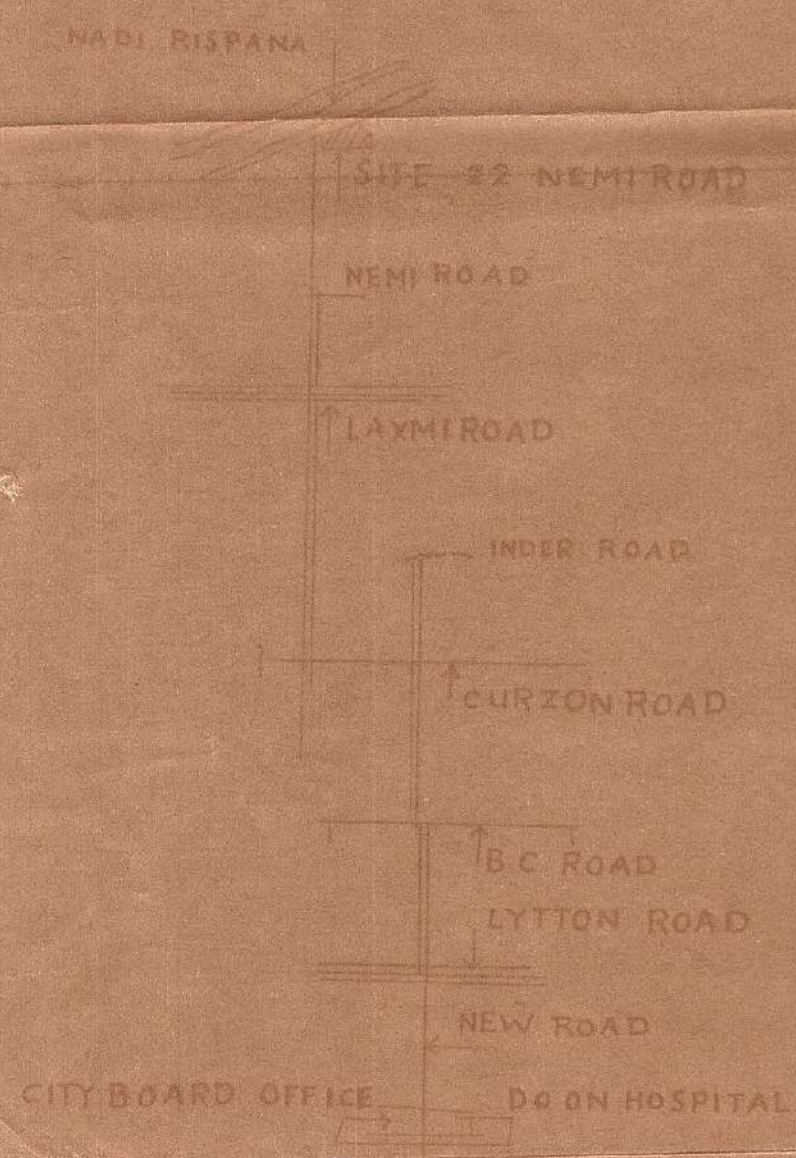 NADI RISPANA
SITE 22 NEMI ROAD
NEMI ROAD
LAXMI ROAD
INDER ROAD
CURZON ROAD
B C ROAD
LYTTON ROAD
NEW ROAD
CITY BOARD OFFICE
DOON HOSPITAL